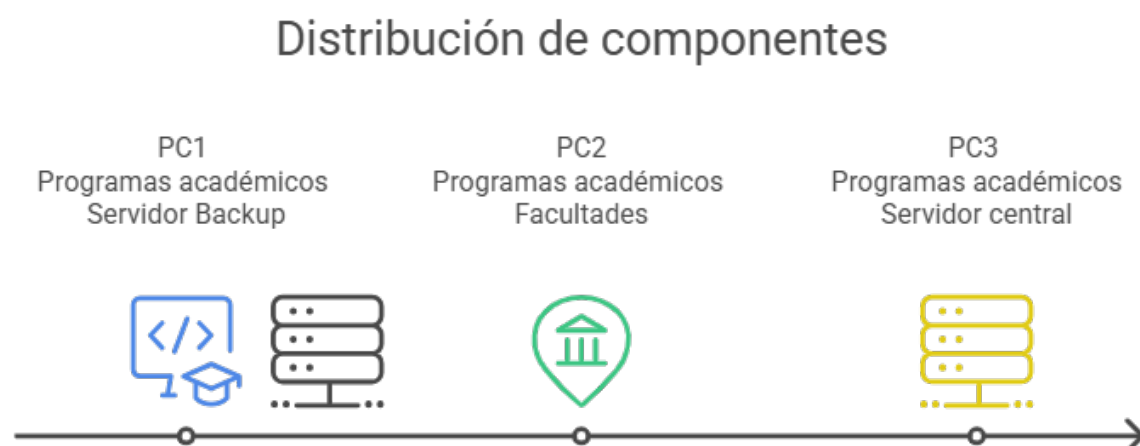 Distribución de componentes
PC1
Programas académicos
Servidor Backup
PC2
Programas académicos
Facultades
PC3
Programas académicos
Servidor central
</>